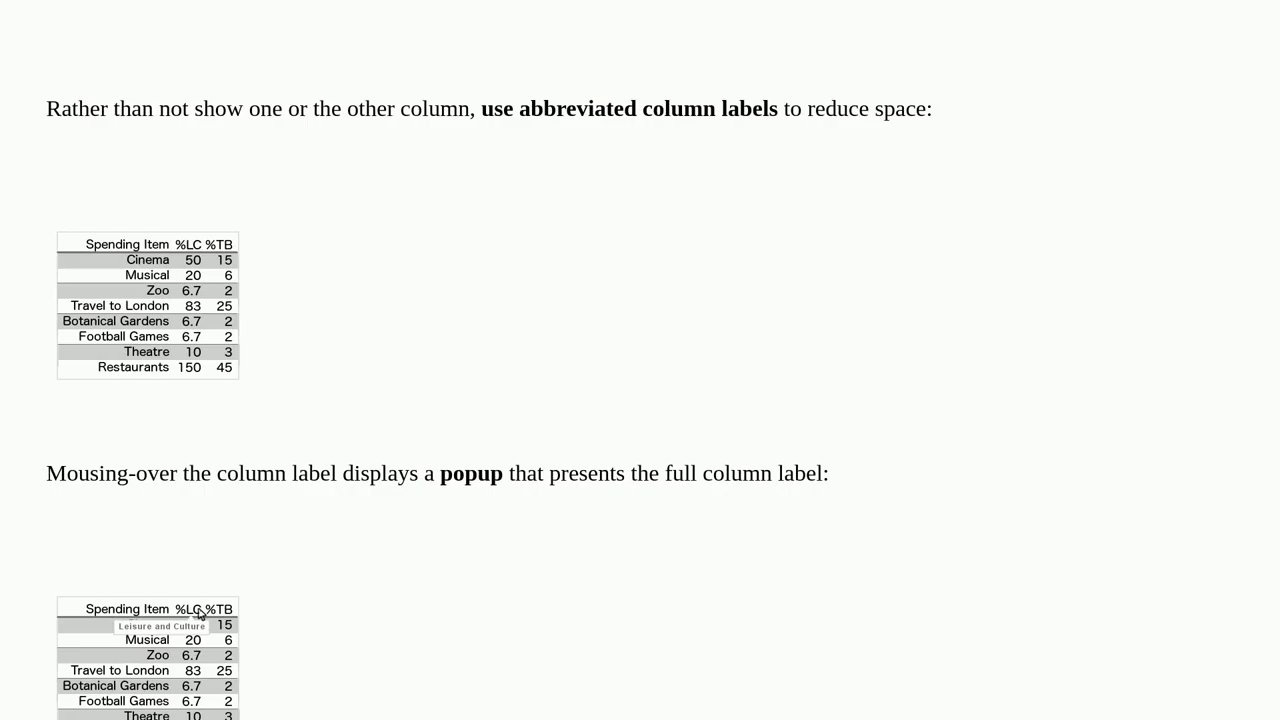 Rather than not show one or the other column, use abbreviated column labels to reduce space:
Spending Item %LC %TB
Cinema 50 15
Musical 20 6
Zoo 6.7 2
Travel to London 83 25
Botanical Gardens 6.7 2
Football Games 6.7 2
Theatre 10 3
Restaurants 150 45
Mousing-over the column label displays a popup that presents the full column label:
Spending Item %LC %TB
Leisure and Culture 15
Musical 20 6
Zoo 6.7 2
Travel to London 83 25
Botanical Gardens 6.7 2
Football Games 6.7 2
Theatre 10 3